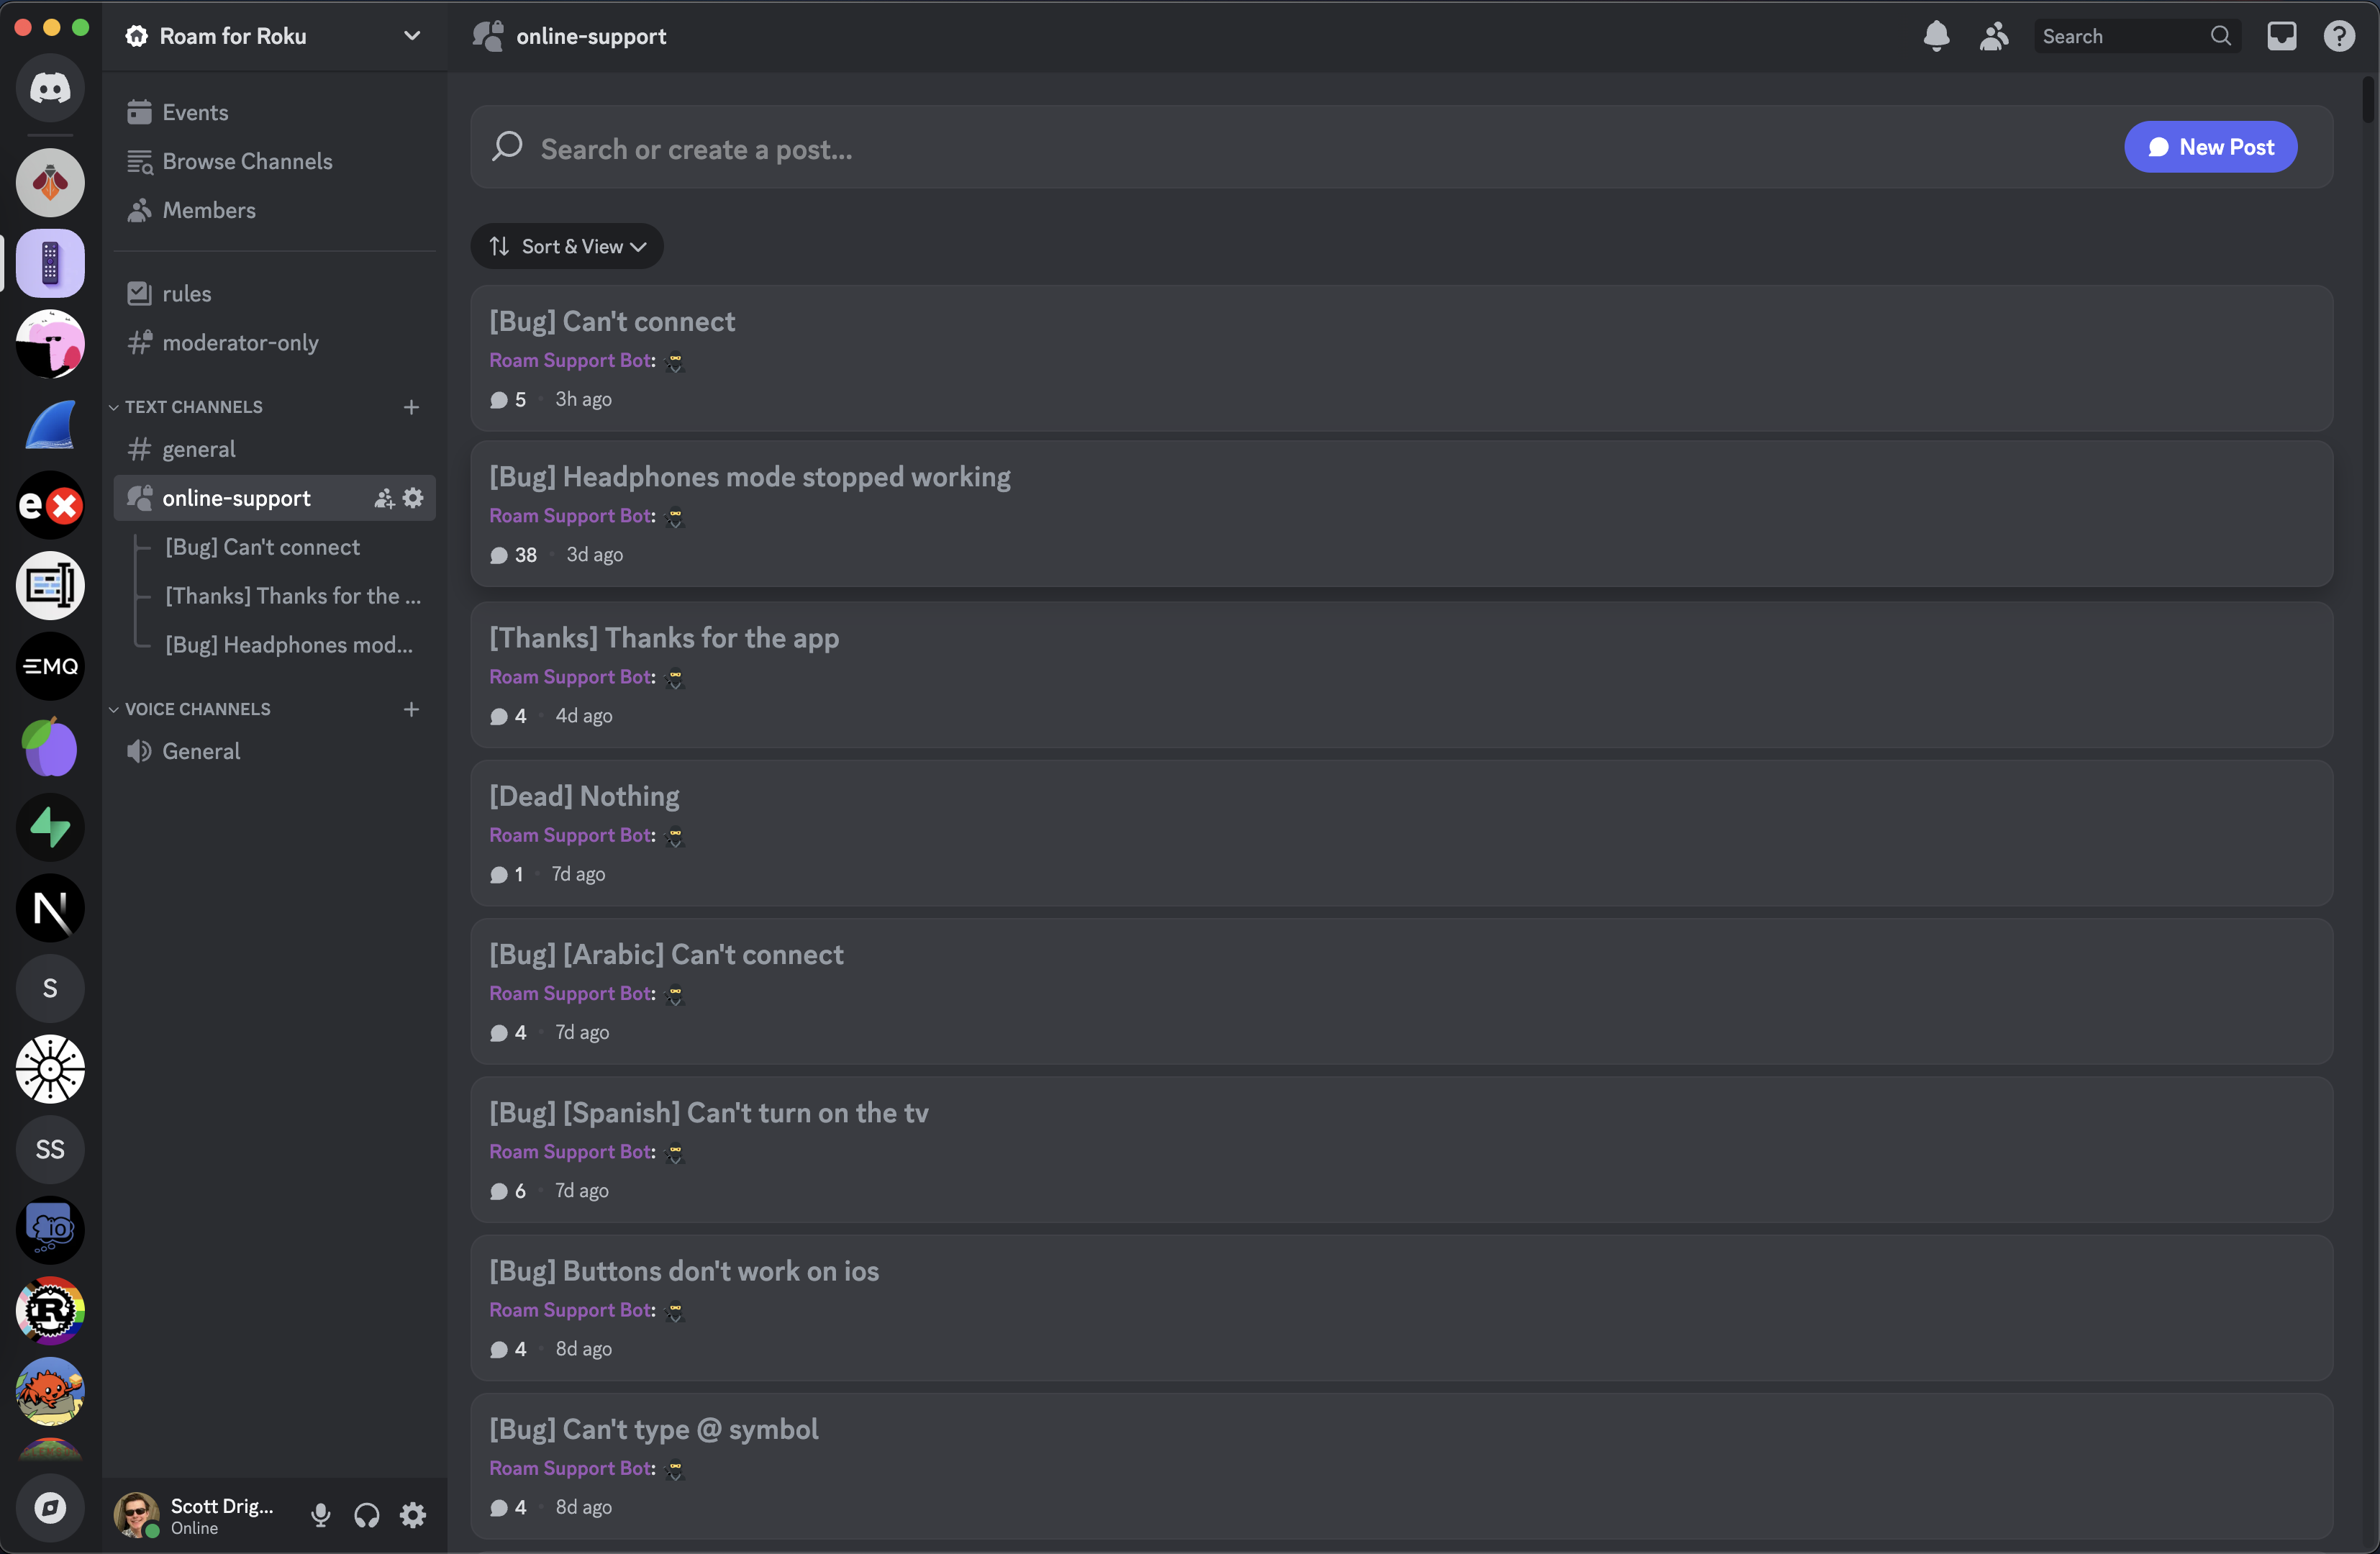 Roam for Roku
Events
Browse Channels
Members
rules
moderator-only
TEXT CHANNELS
general
online-support
[Bug] Can't connect
[Thanks] Thanks for the ...
[Bug] Headphones mod...
VOICE CHANNELS
General
Scott Drig...
Online
e
EMQ
N
S
SS
iO
R
online-support
Search
Search or create a post...
New Post
Sort & View
[Bug] Can't connect
Roam Support Bot:
5 3h ago
[Bug] Headphones mode stopped working
Roam Support Bot:
38 3d ago
[Thanks] Thanks for the app
Roam Support Bot:
4 4d ago
[Dead] Nothing
Roam Support Bot:
1 7d ago
[Bug] [Arabic] Can't connect
Roam Support Bot:
4 7d ago
[Bug] [Spanish] Can't turn on the tv
Roam Support Bot:
6 7d ago
[Bug] Buttons don't work on ios
Roam Support Bot:
4 8d ago
[Bug] Can't type @ symbol
Roam Support Bot:
4 8d ago